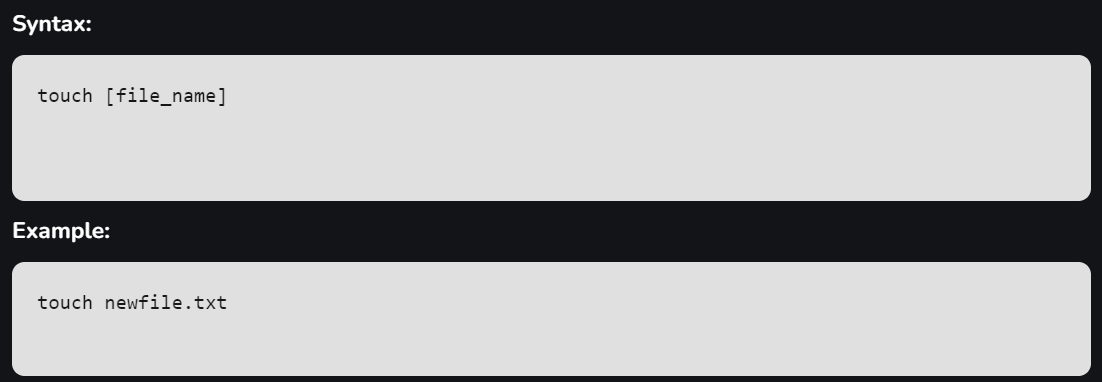 Syntax:
touch [file_name]
Example:
touch newfile.txt